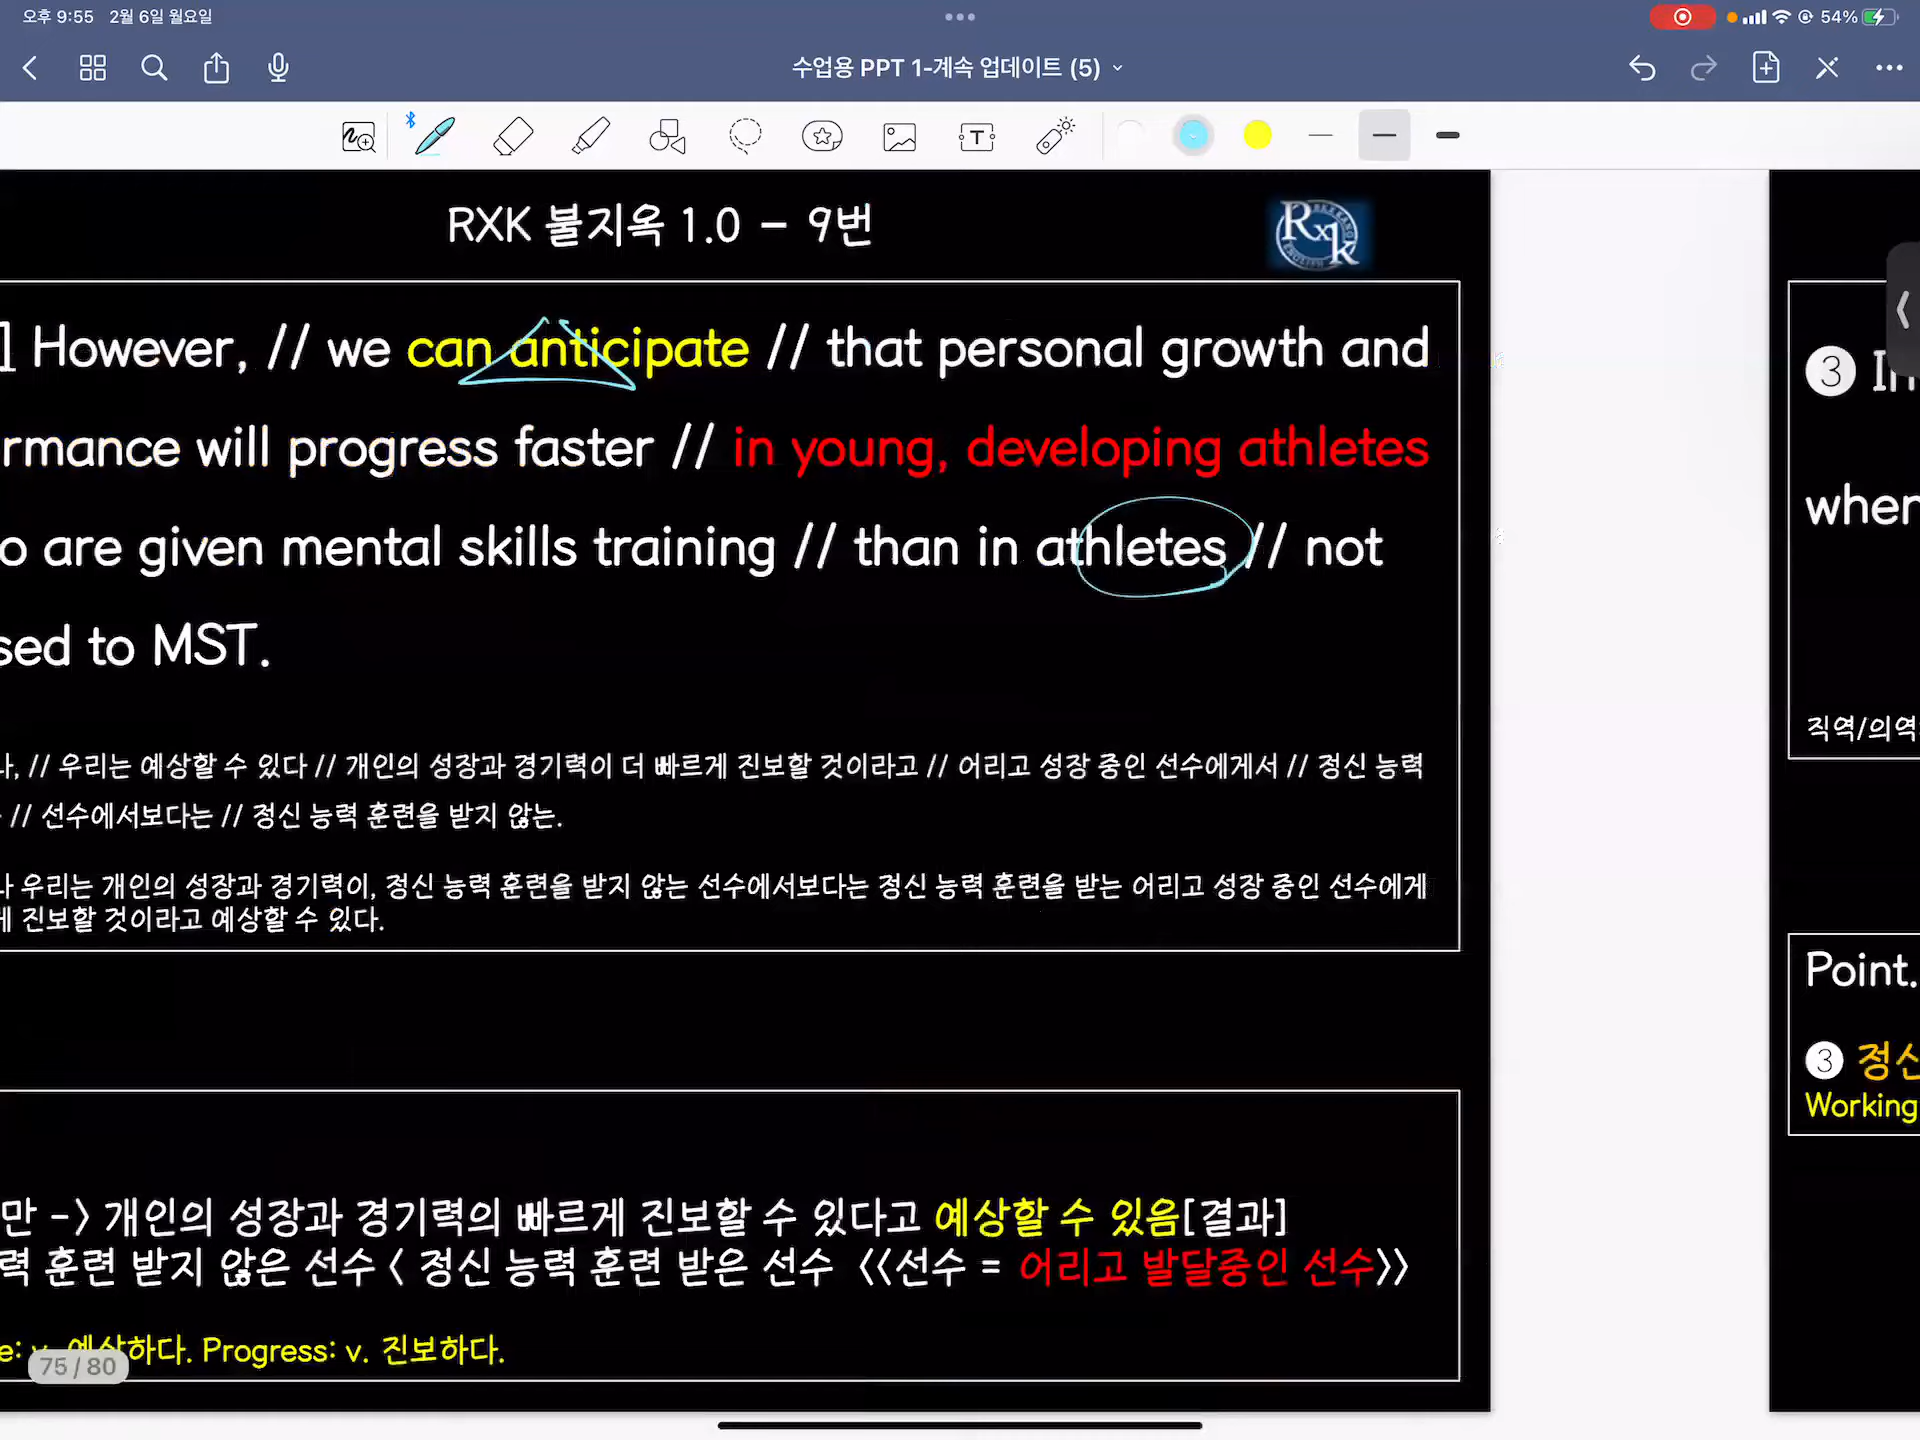 오후 9:55 2월 6일 월요일
54%
수업용 PPT 1-계속 업데이트 (5)
RXK 불지옥 1.0 – 9번
RxK
] However, // we can anticipate // that personal growth and
rmance will progress faster // in young, developing athletes
o are given mental skills training // than in athletes // not
sed to MST.
나, // 우리는 예상할 수 있다 // 개인의 성장과 경기력이 더 빠르게 진보할 것이라고 // 어리고 성장 중인 선수에게서 // 정신 능력
// 선수에서보다는 // 정신 능력 훈련을 받지 않는.
나 우리는 개인의 성장과 경기력이, 정신 능력 훈련을 받지 않는 선수에서보다는 정신 능력 훈련을 받는 어리고 성장 중인 선수에게
게 진보할 것이라고 예상할 수 있다.
만 -> 개인의 성장과 경기력의 빠르게 진보할 수 있다고 예상할 수 있음[결과]
력 훈련 받지 않은 선수 < 정신 능력 훈련 받은 선수 <<선수 = 어리고 발달중인 선수>>
e: v. 예상하다. Progress: v. 진보하다.
75 / 80
3 In
wher
직역/의역
Point.
3 정신
Working